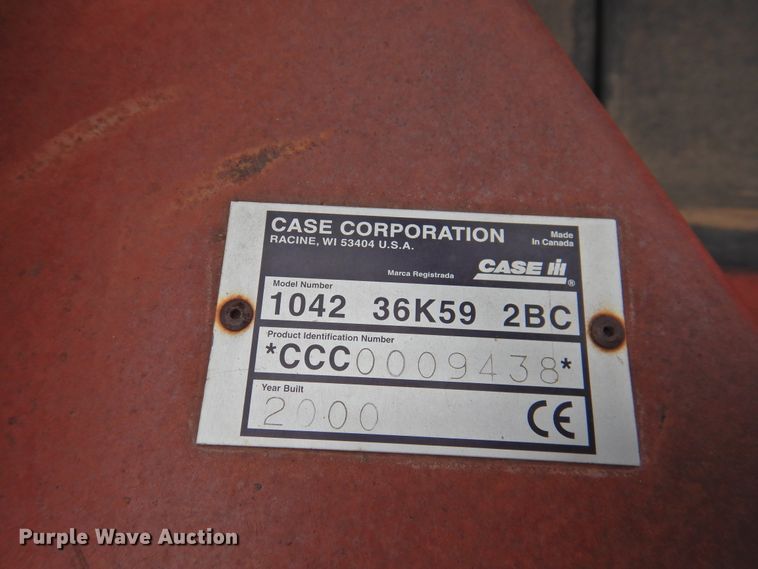 CASE CORPORATION
RACINE, WI 53404 U.S.A.
Made
In Canada
Marca Registrada
CASE IH ®
Model Number
1042 36K59 2BC
Product Identification Number
*CCC0009438*
Year Built
2000
CE
Purple Wave Auction